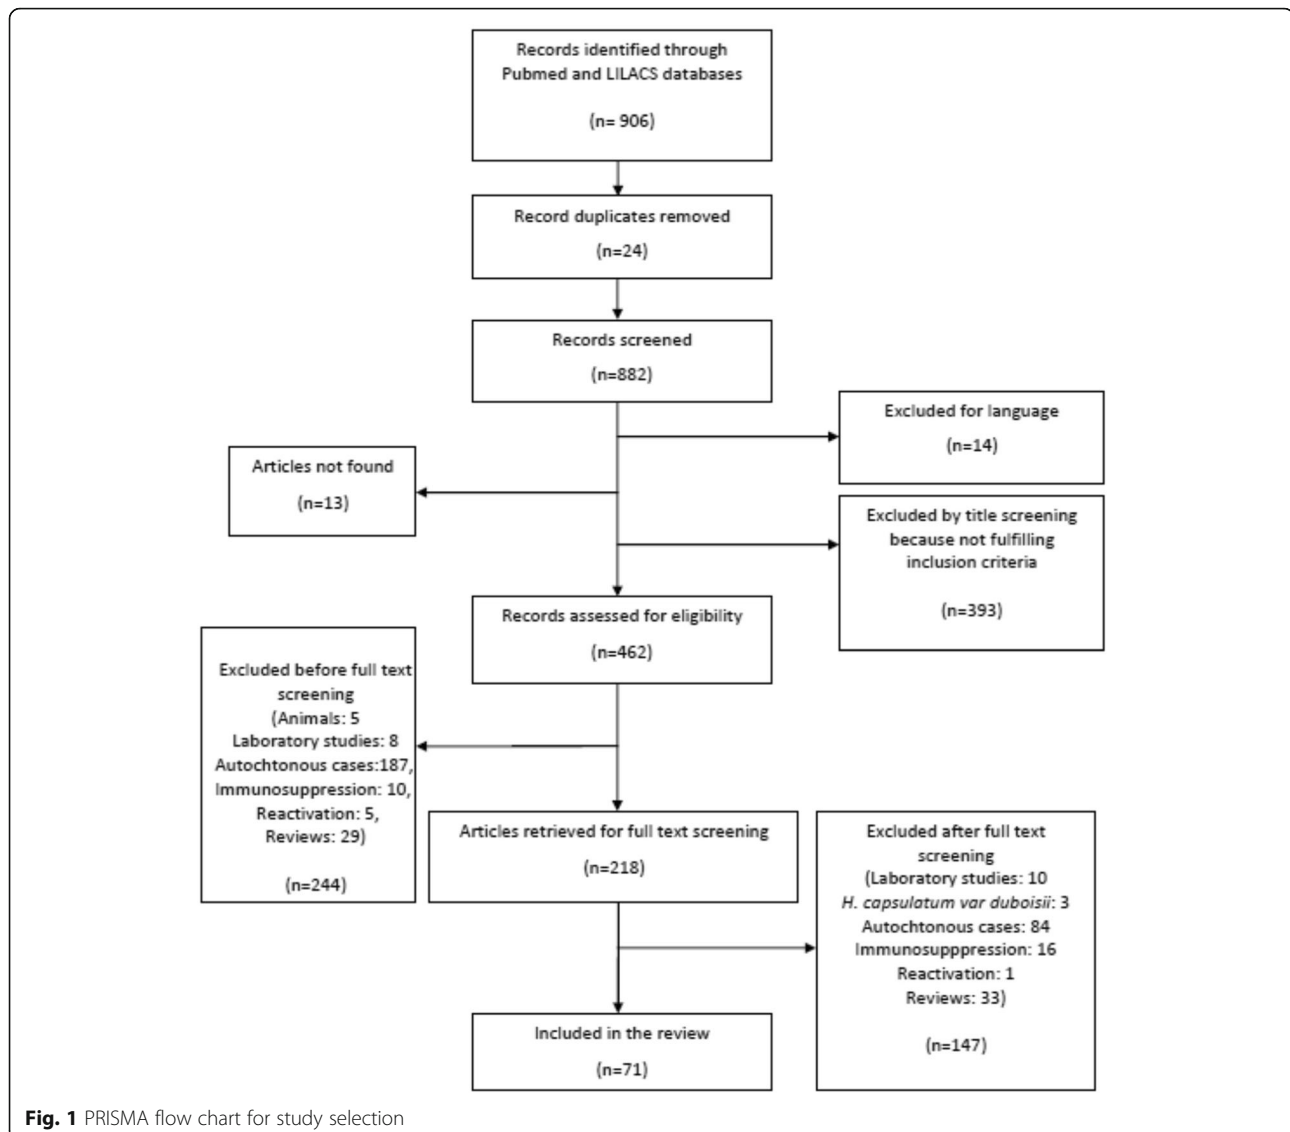 Records identified through
Pubmed and LILACS databases
(n= 906)
Record duplicates removed
(n=24)
Records screened
(n=882)
Excluded for language
(n=14)
Articles not found
(n=13)
Excluded by title screening
because not fulfilling
inclusion criteria
(n=393)
Records assessed for eligibility
(n=462)
Excluded before full text
screening
(Animals: 5
Laboratory studies: 8
Autochtonous cases:187,
Immunosuppression: 10,
Reactivation: 5,
Reviews: 29)
(n=244)
Articles retrieved for full text screening
(n=218)
Excluded after full text
screening
(Laboratory studies: 10
H. capsulatum var duboisii: 3
Autochtonous cases: 84
Immunosupppression: 16
Reactivation: 1
Reviews: 33)
(n=147)
Included in the review
(n=71)
Fig. 1 PRISMA flow chart for study selection